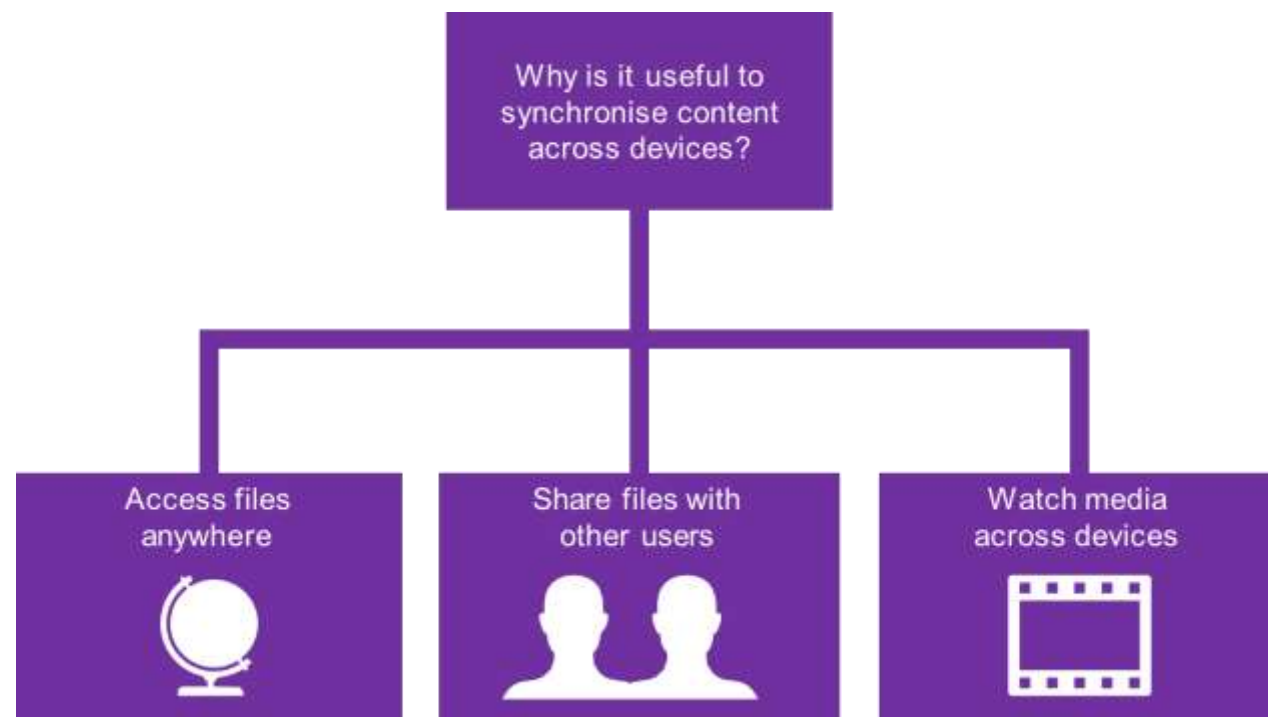 Why is it useful to
synchronise content
across devices?
Access files
anywhere
Share files with
other users
Watch media
across devices